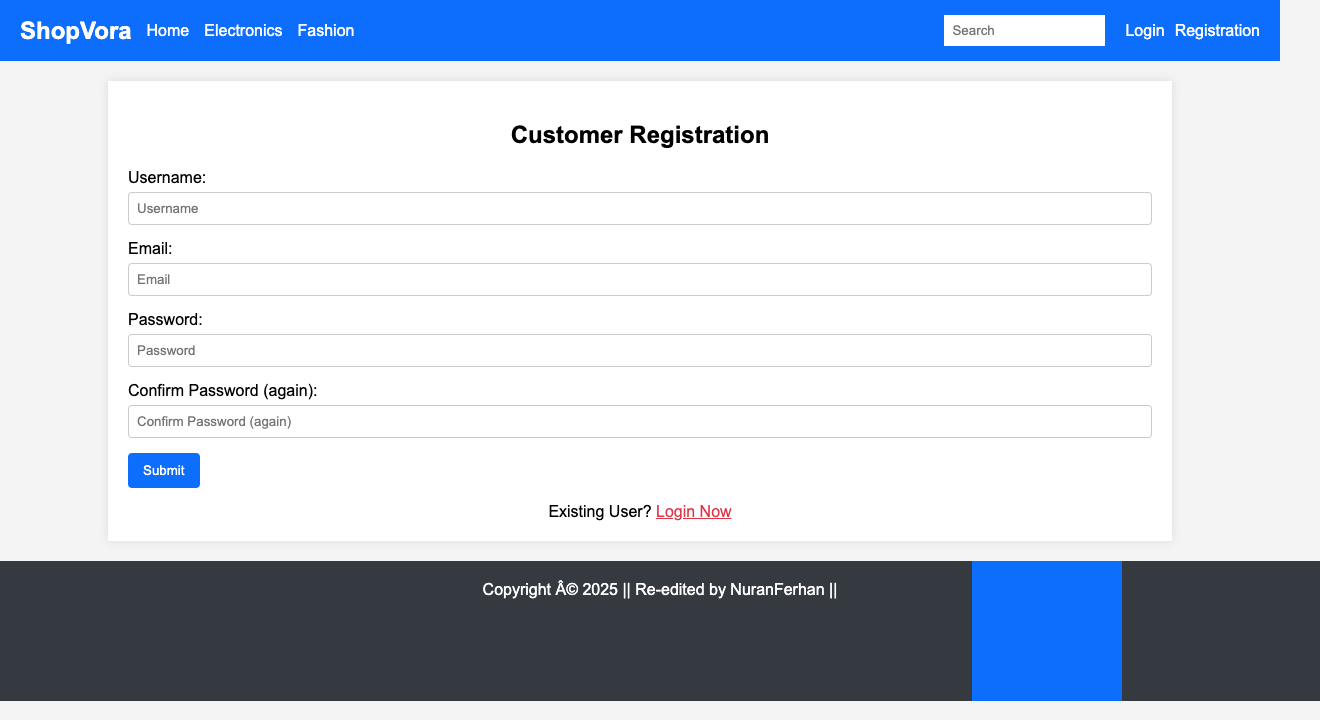 ShopVora Home Electronics Fashion Search Login Registration
Customer Registration
Username:
Username
Email:
Email
Password:
Password
Confirm Password (again):
Confirm Password (again)
Submit
Existing User? Login Now
Copyright Â© 2025 || Re-edited by NuranFerhan ||